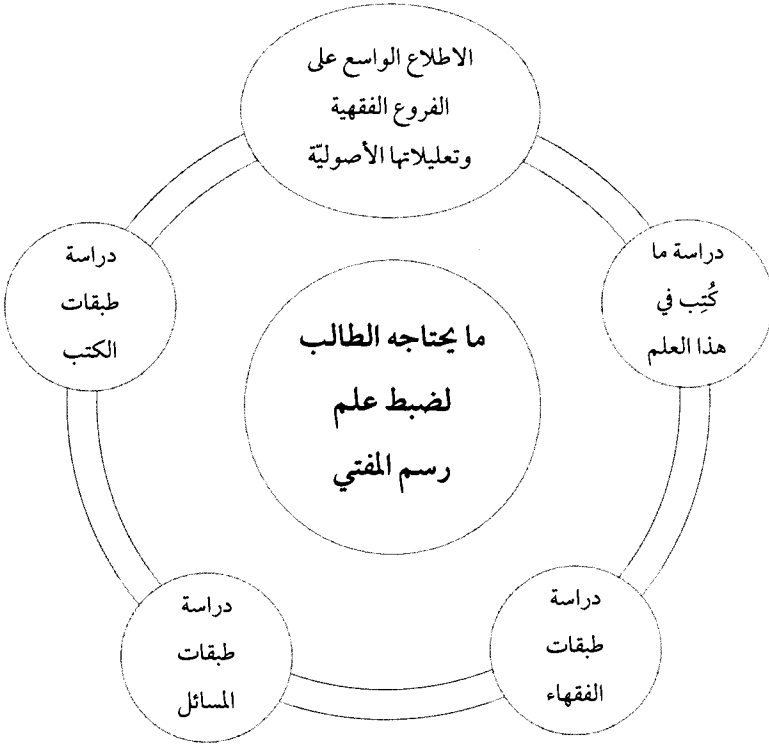 الاطلاع الواسع على
الفروع الفقهية
وتعليلاتها الأصوليّة
دراسة ما
كُتِب في
هذا العلم
دراسة
طبقات
الفقهاء
دراسة
طبقات
المسائل
دراسة
طبقات
الكتب
ما يحتاجه الطالب
لضبط علم
رسم المفتي